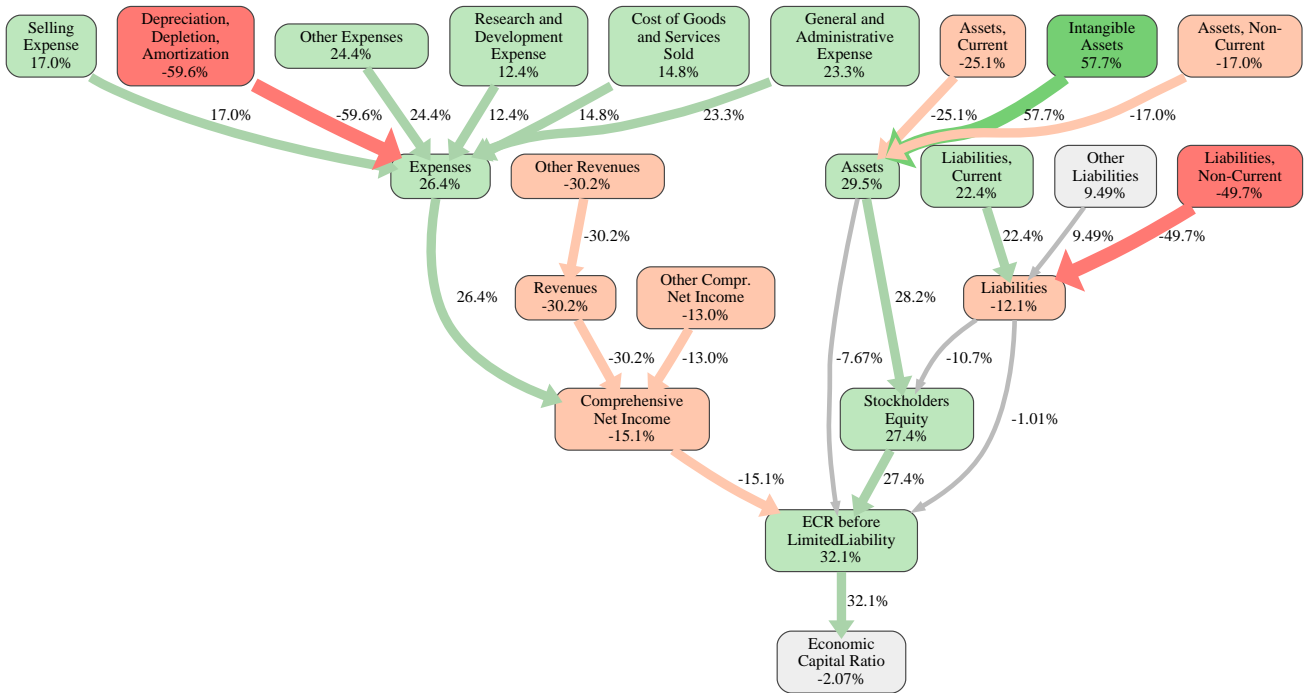 Selling
Expense
17.0%
Depreciation,
Depletion,
Amortization
-59.6%
Other Expenses
24.4%
Research and
Development
Expense
12.4%
Cost of Goods
and Services
Sold
14.8%
General and
Administrative
Expense
23.3%
Assets,
Current
-25.1%
Intangible
Assets
57.7%
Assets, Non-
Current
-17.0%
17.0%
-59.6%
24.4%
12.4%
14.8%
23.3%
-25.1%
57.7%
-17.0%
Expenses
26.4%
Other Revenues
-30.2%
Assets
29.5%
Liabilities,
Current
22.4%
Other
Liabilities
9.49%
Liabilities,
Non-Current
-49.7%
-30.2%
22.4%
9.49%
-49.7%
26.4%
Revenues
-30.2%
Other Compr.
Net Income
-13.0%
28.2%
Liabilities
-12.1%
-30.2%
-13.0%
-7.67%
-10.7%
-1.01%
Comprehensive
Net Income
-15.1%
Stockholders
Equity
27.4%
-15.1%
27.4%
ECR before
LimitedLiability
32.1%
32.1%
Economic
Capital Ratio
-2.07%